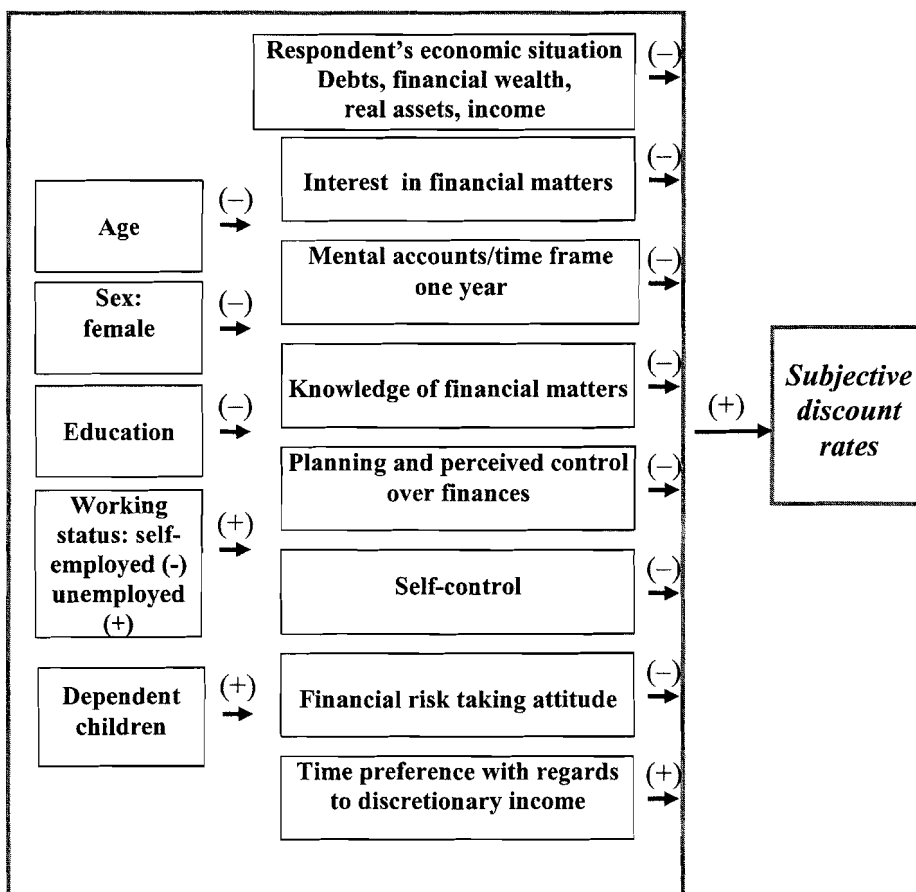 Respondent's economic situation
Debts, financial wealth,
real assets, income
(–)
Interest in financial matters
(–)
Age
(–)
Mental accounts/time frame
one year
(–)
Sex:
female
(–)
Knowledge of financial matters
(–)
Education
(–)
Planning and perceived control
over finances
(–)
Working
status: self-
employed (-)
unemployed
(+)
(+)
Self-control
(–)
Dependent
children
(+)
Financial risk taking attitude
(–)
Time preference with regards
to discretionary income
(+)
(+)
Subjective
discount
rates